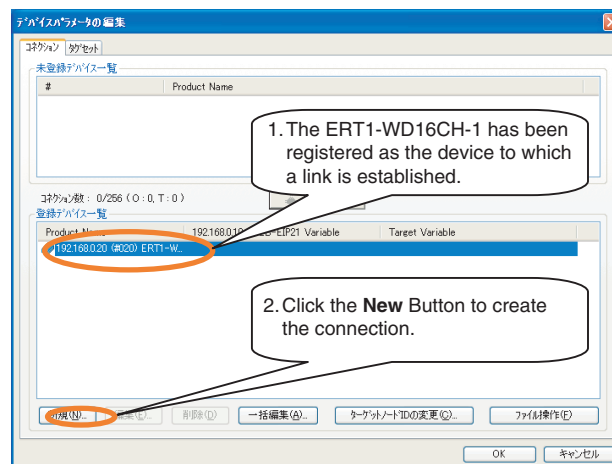 デバイスパラメータの編集
コネクション タグセット
未登録デバイス一覧
# Product Name
1. The ERT1-WD16CH-1 has been
registered as the device to which
a link is established.
コネクション数 : 0/256 ( O : 0, T : 0 )
登録デバイス一覧
Product 192.168.0.10 EIP21 Variable Target Variable
192.168.0.20 (#020) ERT1-W...
2. Click the New Button to create
the connection.
新規(N)... 編集(E)... 削除(D) 一括編集(A)... ターゲットノードIDの変更(C)... ファイル操作(F)
OK キャンセル